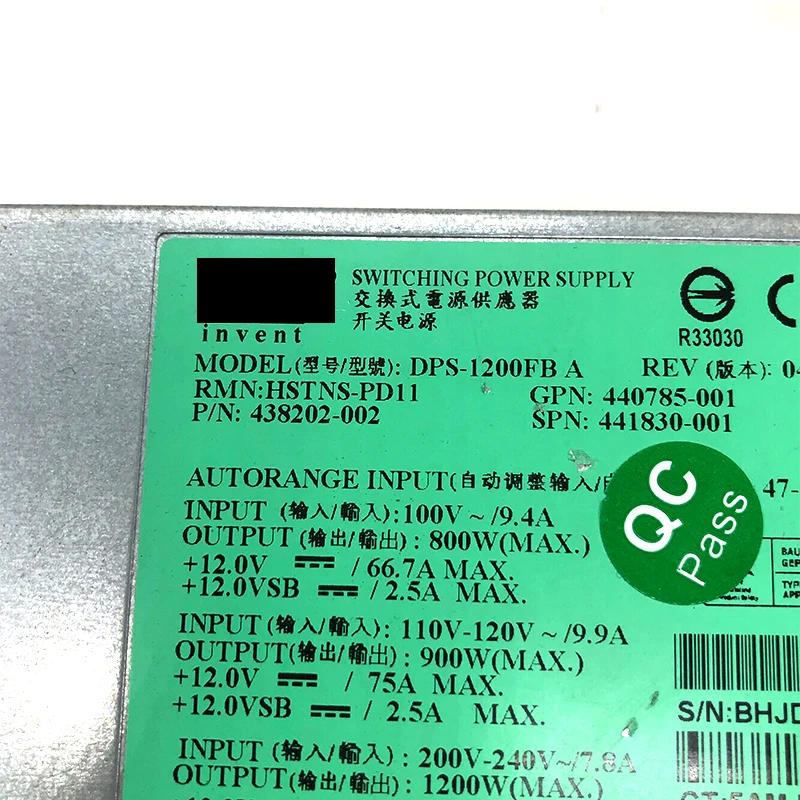 SWITCHING POWER SUPPLY
交換式電源供應器
开关电源
invent
R33030
MODEL(型号/型號): DPS-1200FB A REV (版本): 04
RMN:HSTNS-PD11 GPN: 440785-001
P/N: 438202-002 SPN: 441830-001
AUTORANGE INPUT(自动调整输入/ 47-
QC
Pass
INPUT (输入/輸入):100V ~ /9.4A
OUTPUT (输出/輸出) : 800W(MAX.)
+12.0V ⎓ / 66.7A MAX.
+12.0VSB ⎓ / 2.5A MAX.
BAU
GEP
TYP
APP
INPUT (输入/輸入): 110V-120V ~ /9.9A
OUTPUT(输出/輸出) : 900W(MAX.)
+12.0V ⎓ / 75A MAX.
+12.0VSB ⎓ / 2.5A MAX.
S/N:BHJD
INPUT (输入/輸入) : 200V-240V~/7.8A
OUTPUT(输出/輸出) : 1200W(MAX.)